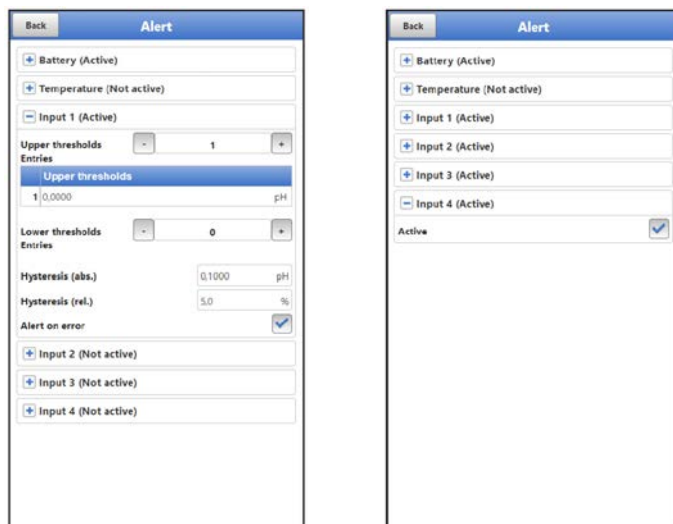 Back Alert
Battery (Active)
Temperature (Not active)
Input 1 (Active)
Upper thresholds - 1 +
Entries
Upper thresholds
1 0,0000 pH
Lower thresholds - 0 +
Entries
Hysteresis (abs.) 0,1000 pH
Hysteresis (rel.) 5,0 %
Alert on error
Input 2 (Not active)
Input 3 (Not active)
Input 4 (Not active)
Back Alert
Battery (Active)
Temperature (Not active)
Input 1 (Active)
Input 2 (Active)
Input 3 (Active)
Input 4 (Active)
Active